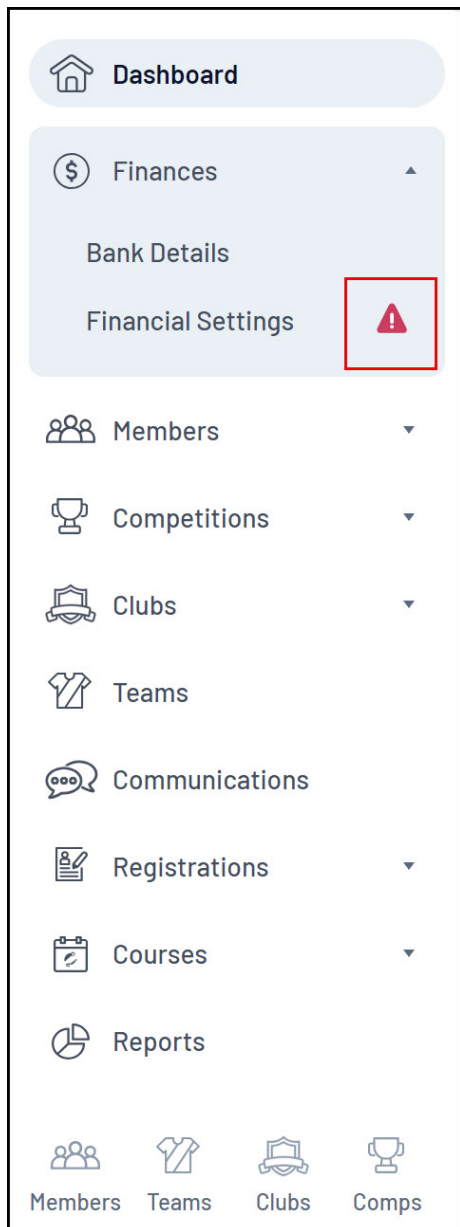 Dashboard
Finances
Bank Details
Financial Settings
Members
Competitions
Clubs
Teams
Communications
Registrations
Courses
Reports
Members Teams Clubs Comps